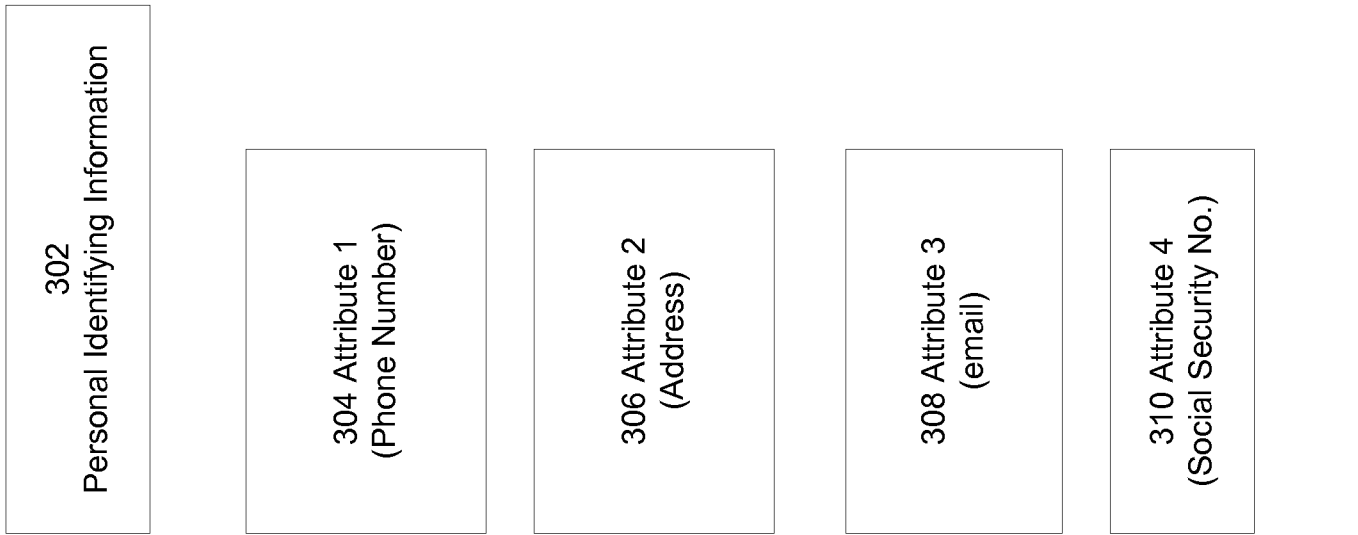 302
Personal Identifying Information
304 Attribute 1
(Phone Number)
306 Attribute 2
(Address)
308 Attribute 3
(email)
310 Attribute 4
(Social Security No.)